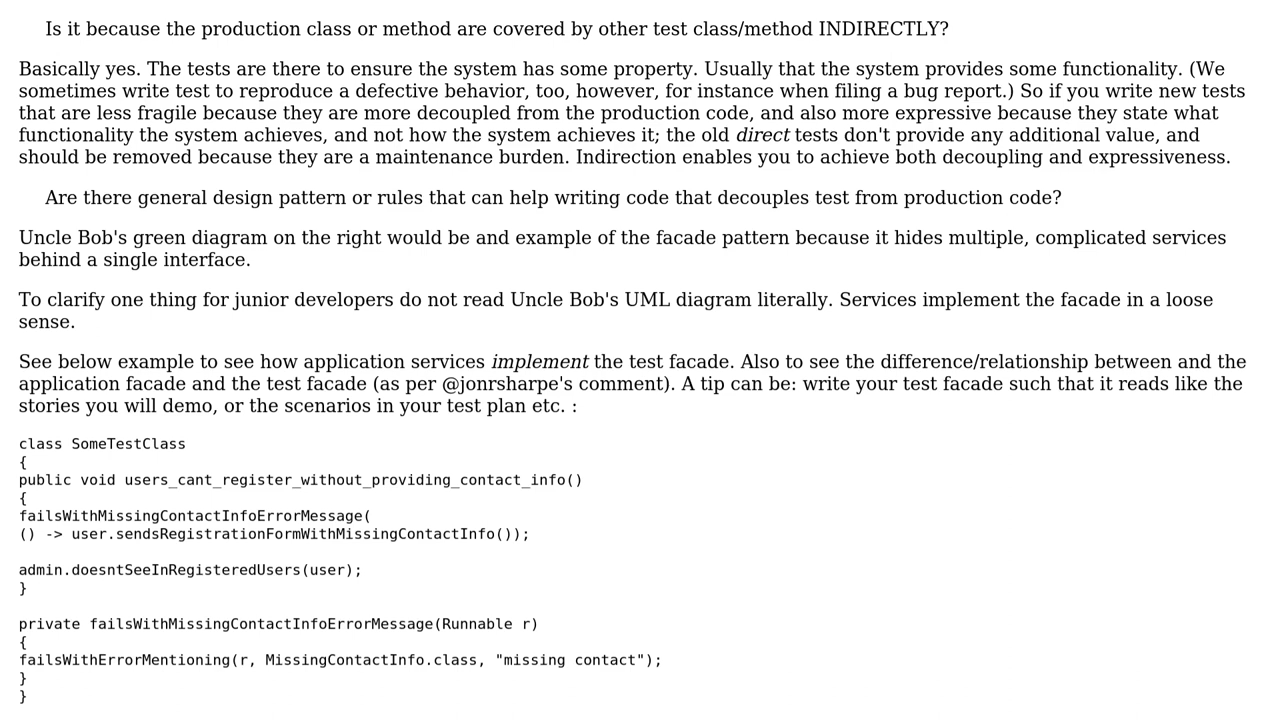 Is it because the production class or method are covered by other test class/method INDIRECTLY?
Basically yes. The tests are there to ensure the system has some property. Usually that the system provides some functionality. (We
sometimes write test to reproduce a defective behavior, too, however, for instance when filing a bug report.) So if you write new tests
that are less fragile because they are more decoupled from the production code, and also more expressive because they state what
functionality the system achieves, and not how the system achieves it; the old direct tests don't provide any additional value, and
should be removed because they are a maintenance burden. Indirection enables you to achieve both decoupling and expressiveness.
Are there general design pattern or rules that can help writing code that decouples test from production code?
Uncle Bob's green diagram on the right would be and example of the facade pattern because it hides multiple, complicated services
behind a single interface.
To clarify one thing for junior developers do not read Uncle Bob's UML diagram literally. Services implement the facade in a loose
sense.
See below example to see how application services implement the test facade. Also to see the difference/relationship between and the
application facade and the test facade (as per @jonrsharpe's comment). A tip can be: write your test facade such that it reads like the
stories you will demo, or the scenarios in your test plan etc. :
class SomeTestClass
{
public void users_cant_register_without_providing_contact_info()
{
failsWithMissingContactInfoErrorMessage(
() -> user.sendsRegistrationFormWithMissingContactInfo());
admin.doesntSeeInRegisteredUsers(user);
}
private failsWithMissingContactInfoErrorMessage(Runnable r)
{
failsWithErrorMentioning(r, MissingContactInfo.class, "missing contact");
}
}